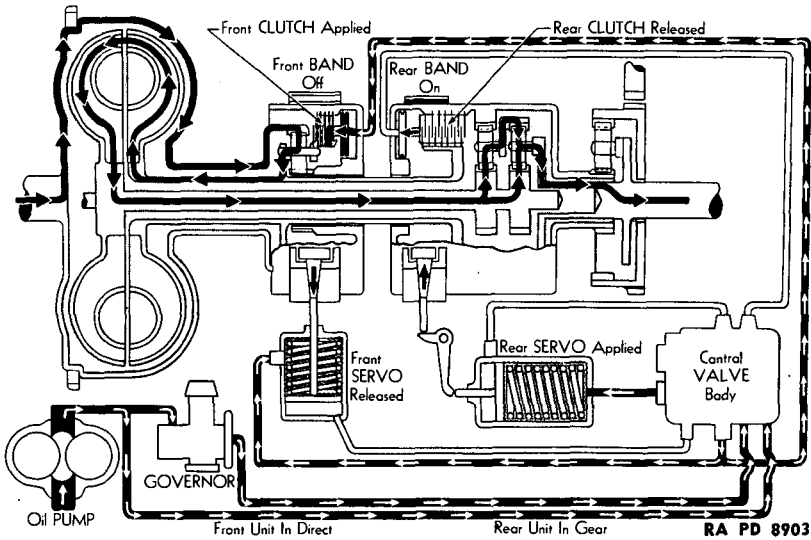 Front CLUTCH Applied
Rear CLUTCH Released
Front BAND
Off
Rear BAND
On
Front
SERVO
Released
Rear SERVO Applied
Control
VALVE
Body
GOVERNOR
Oil PUMP
Front Unit In Direct
Rear Unit In Gear
RA PD 8903